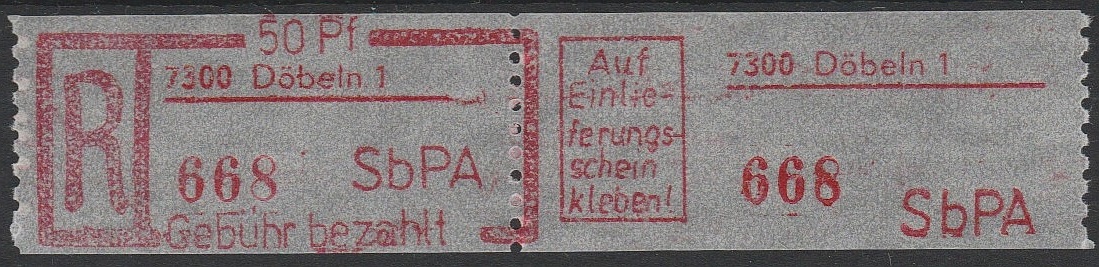 50 Pf
R
7300 Döbeln 1
668 SbPA
Gebühr bezahlt
Auf
Einlie-
ferungs-
schein
kleben!
7300 Döbeln 1
668
SbPA